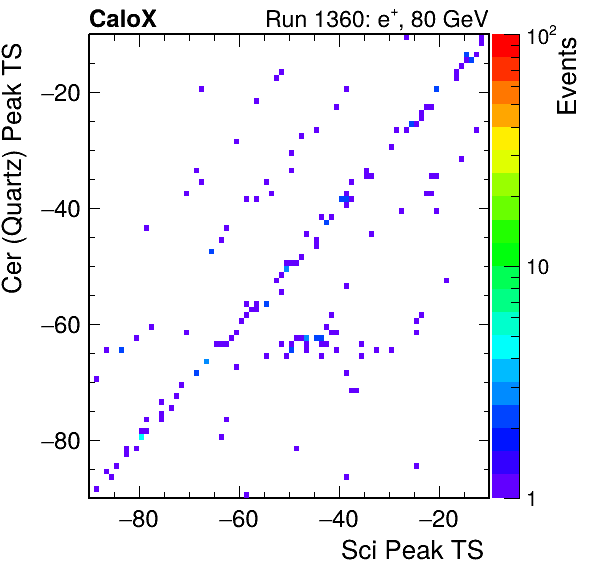 CaloX Run 1360: e⁺, 80 GeV
Cer (Quartz) Peak TS
−20
−40
−60
−80
−80 −60 −40 −20
Sci Peak TS
10²
10
1
Events